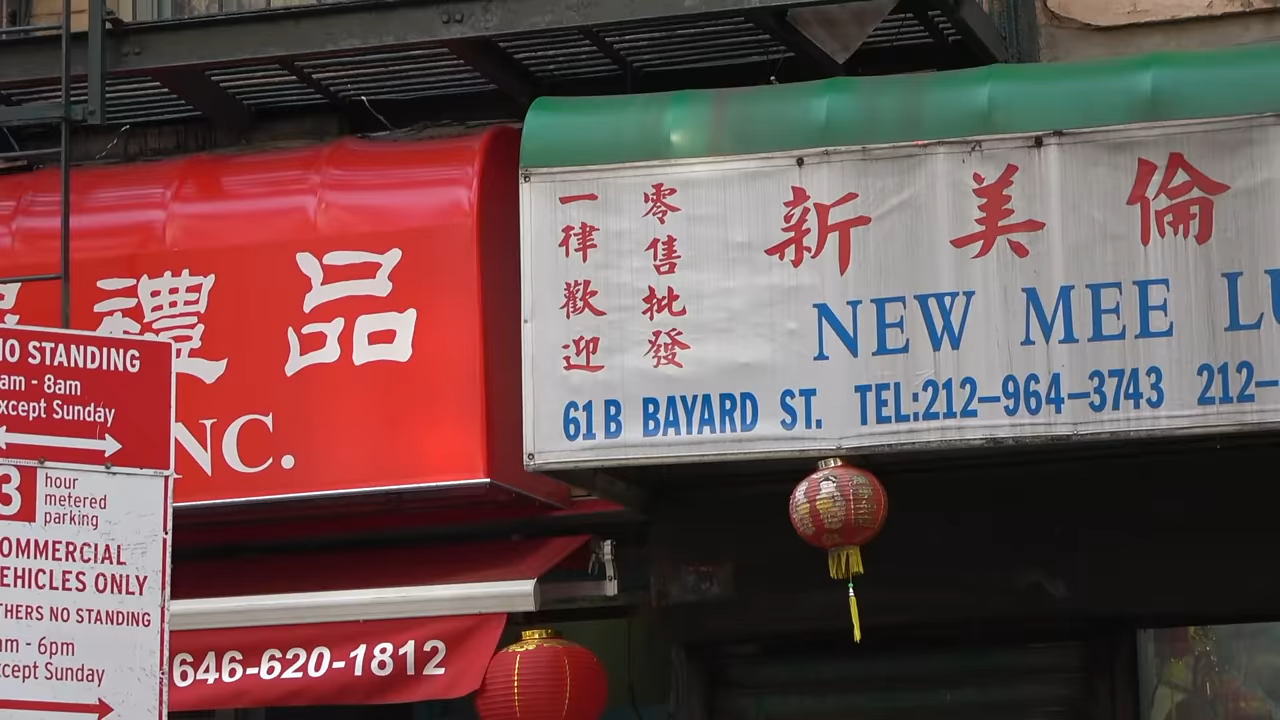 禮品
NC.
646-620-1812
NO STANDING
am - 8am
xcept Sunday
3 hour
metered
parking
OMMERCIAL
EHICLES ONLY
THERS NO STANDING
am - 6pm
xcept Sunday
零售批發
一律歡迎
新美倫
NEW MEE LU
61B BAYARD ST. TEL:212-964-3743 212-